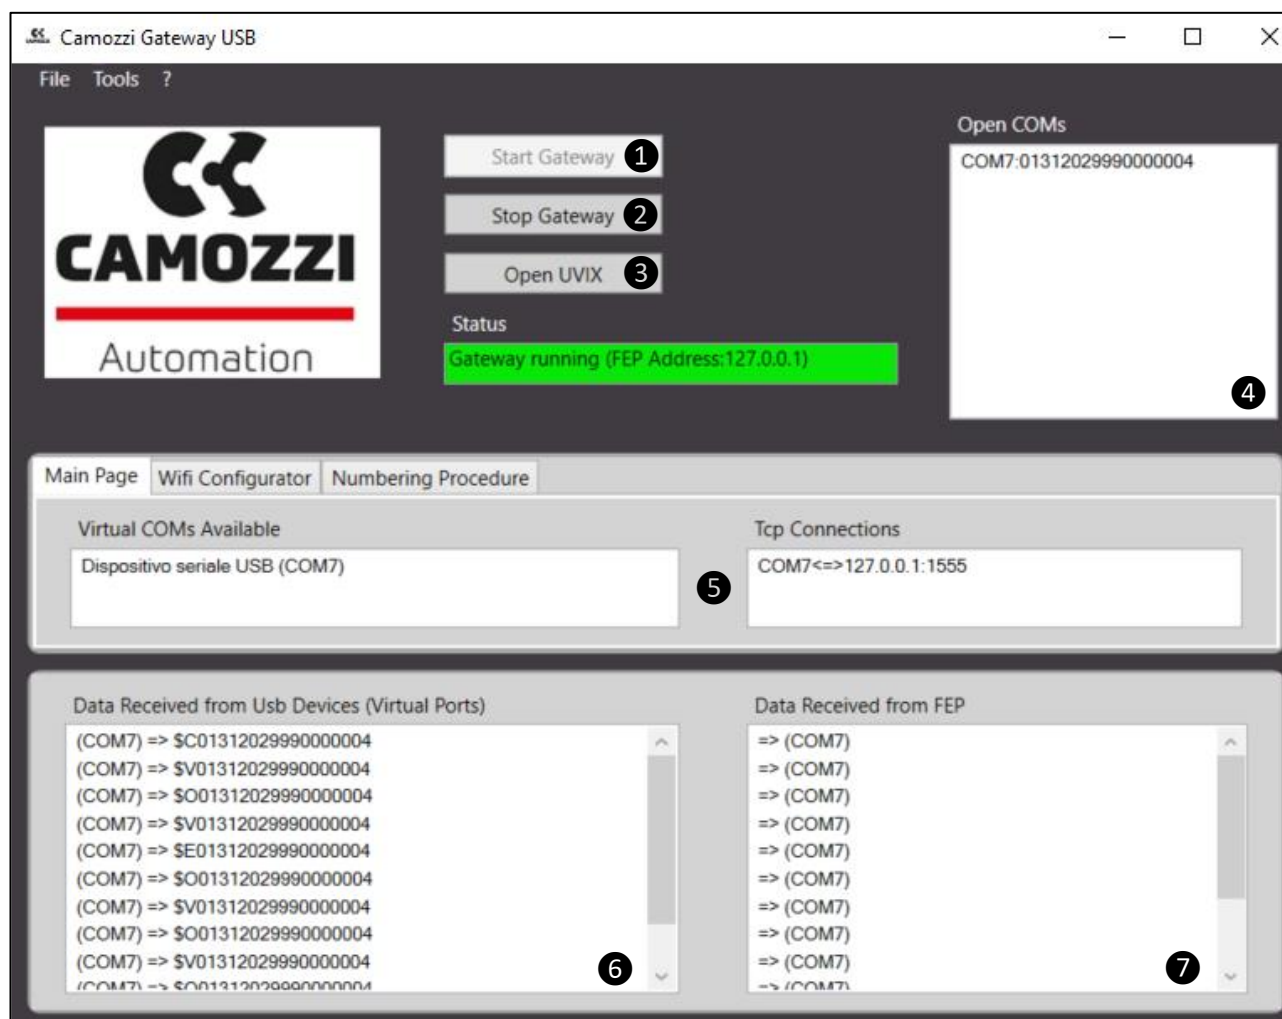 Camozzi Gateway USB
File Tools ?
CAMOZZI
Automation
Start Gateway 1
Stop Gateway 2
Open UVIX 3
Status
Gateway running (FEP Address:127.0.0.1)
Open COMs
COM7:01312029990000004
4
Main Page Wifi Configurator Numbering Procedure
Virtual COMs Available
Dispositivo seriale USB (COM7)
5
Tcp Connections
COM7<=>127.0.0.1:1555
Data Received from Usb Devices (Virtual Ports)
(COM7) => $C01312029990000004
(COM7) => $V01312029990000004
(COM7) => $O01312029990000004
(COM7) => $V01312029990000004
(COM7) => $E01312029990000004
(COM7) => $O01312029990000004
(COM7) => $V01312029990000004
(COM7) => $O01312029990000004
(COM7) => $V01312029990000004
(COM7) => $O01312029990000004
6
Data Received from FEP
=> (COM7)
=> (COM7)
=> (COM7)
=> (COM7)
=> (COM7)
=> (COM7)
=> (COM7)
=> (COM7)
=> (COM7)
=> (COM7)
7